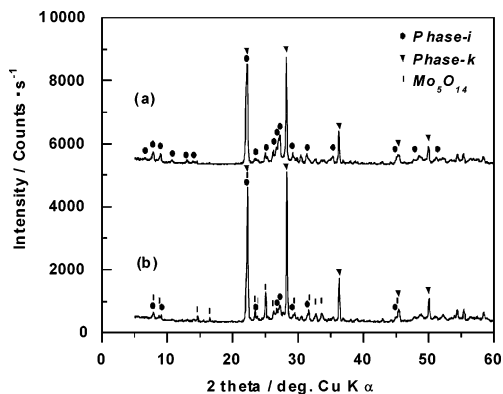 10000
8000
6000
4000
2000
0
Intensity / Counts •s⁻¹
Phase-i
Phase-k
Mo₅O₁₄
(a)
(b)
0 10 20 30 40 50 60
2 theta / deg. Cu K α